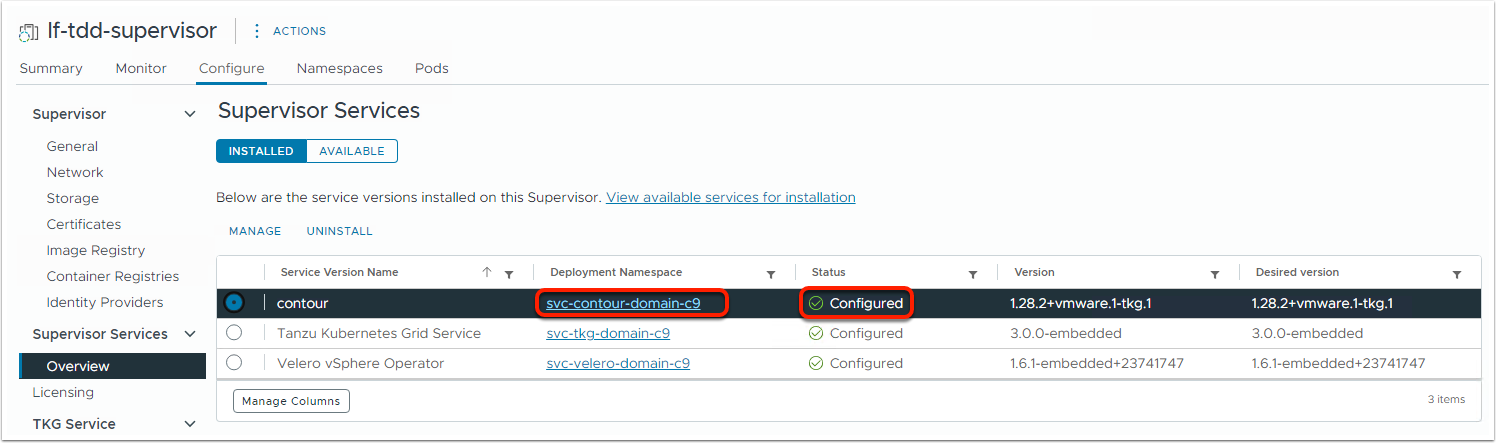 lf-tdd-supervisor
ACTIONS
Summary Monitor Configure Namespaces Pods
Supervisor
General
Network
Storage
Certificates
Image Registry
Container Registries
Identity Providers
Supervisor Services
Overview
Licensing
TKG Service
Supervisor Services
INSTALLED AVAILABLE
Below are the service versions installed on this Supervisor. View available services for installation
MANAGE UNINSTALL
Service Version Name Deployment Namespace Status Version Desired version
contour svc-contour-domain-c9 Configured 1.28.2+vmware.1-tkg.1 1.28.2+vmware.1-tkg.1
Tanzu Kubernetes Grid Service svc-tkg-domain-c9 Configured 3.0.0-embedded 3.0.0-embedded
Velero vSphere Operator svc-velero-domain-c9 Configured 1.6.1-embedded+23741747 1.6.1-embedded+23741747
Manage Columns 3 items